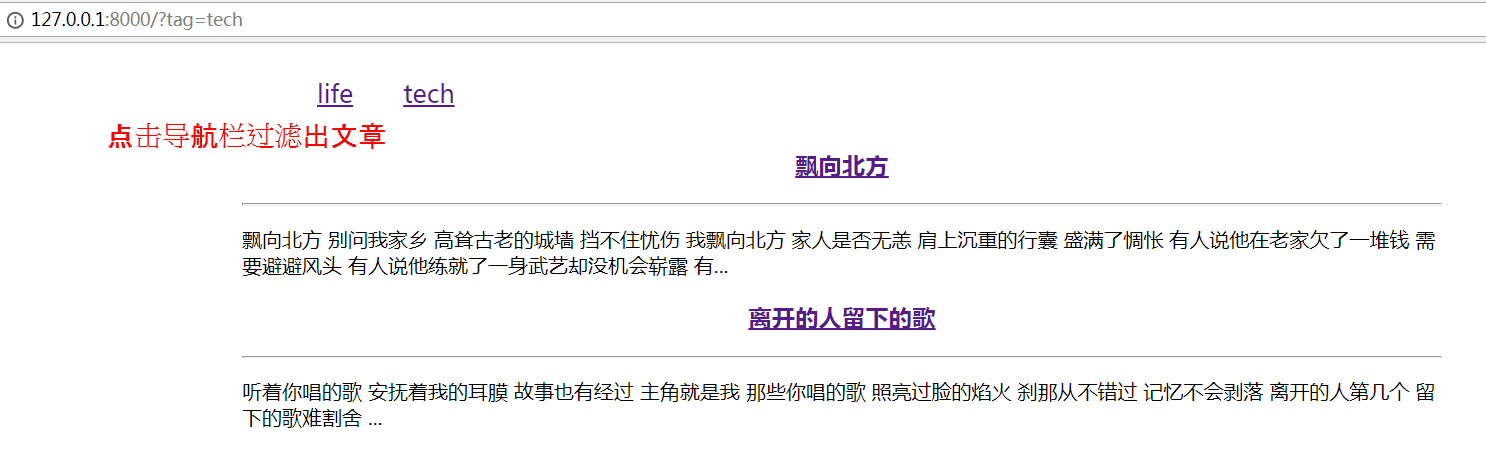 127.0.0.1:8000/?tag=tech
life tech
点击导航栏过滤出文章
飘向北方
飘向北方 别问我家乡 高耸古老的城墙 挡不住忧伤 我飘向北方 家人是否无恙 肩上沉重的行囊 盛满了惆怅 有人说他在老家欠了一堆钱 需
要避避风头 有人说他练就了一身武艺却没机会崭露 有...
离开的人留下的歌
听着你唱的歌 安抚着我的耳膜 故事也有经过 主角就是我 那些你唱的歌 照亮过脸的焰火 刹那从不错过 记忆不会剥落 离开的人第几个 留
下的歌难割舍 ...